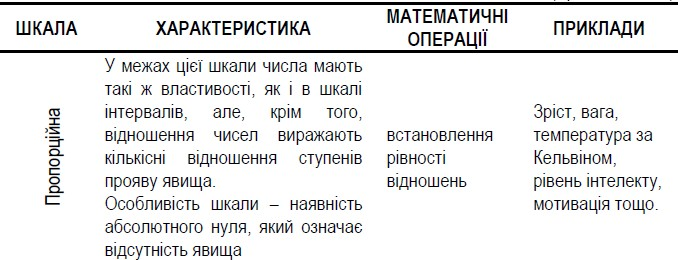 ШКАЛА
ХАРАКТЕРИСТИКА
МАТЕМАТИЧНІ
ОПЕРАЦІЇ
ПРИКЛАДИ
Пропорційна
У межах цієї шкали числа мають
такі ж властивості, як і в шкалі
інтервалів, але, крім того,
відношення чисел виражають
кількісні відношення ступенів
прояву явища.
Особливість шкали – наявність
абсолютного нуля, який означає
відсутність явища
встановлення
рівності
відношень
Зріст, вага,
температура за
Кельвіном,
рівень інтелекту,
мотивація тощо.